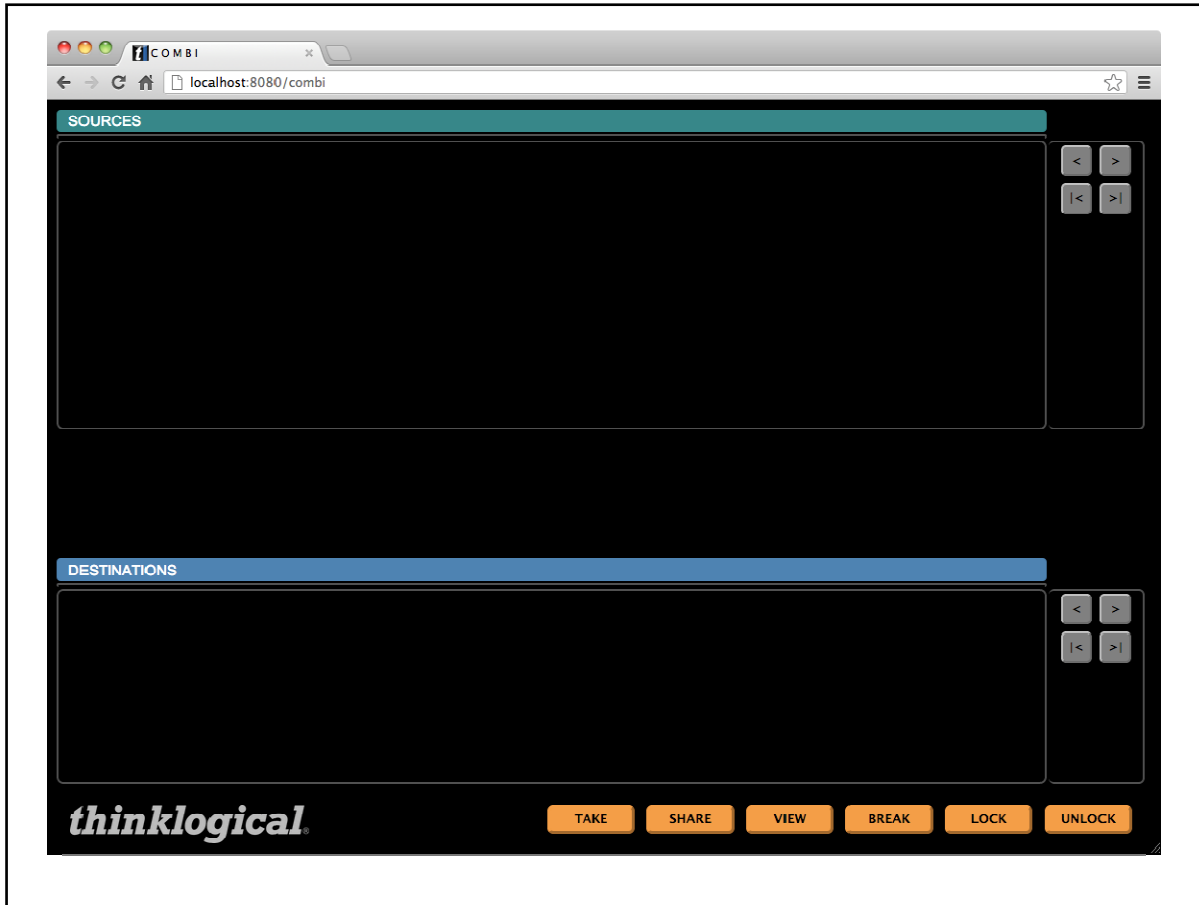 COMBI
localhost:8080/combi
SOURCES
< >
|< >|
DESTINATIONS
< >
|< >|
thinklogical®
TAKE SHARE VIEW BREAK LOCK UNLOCK